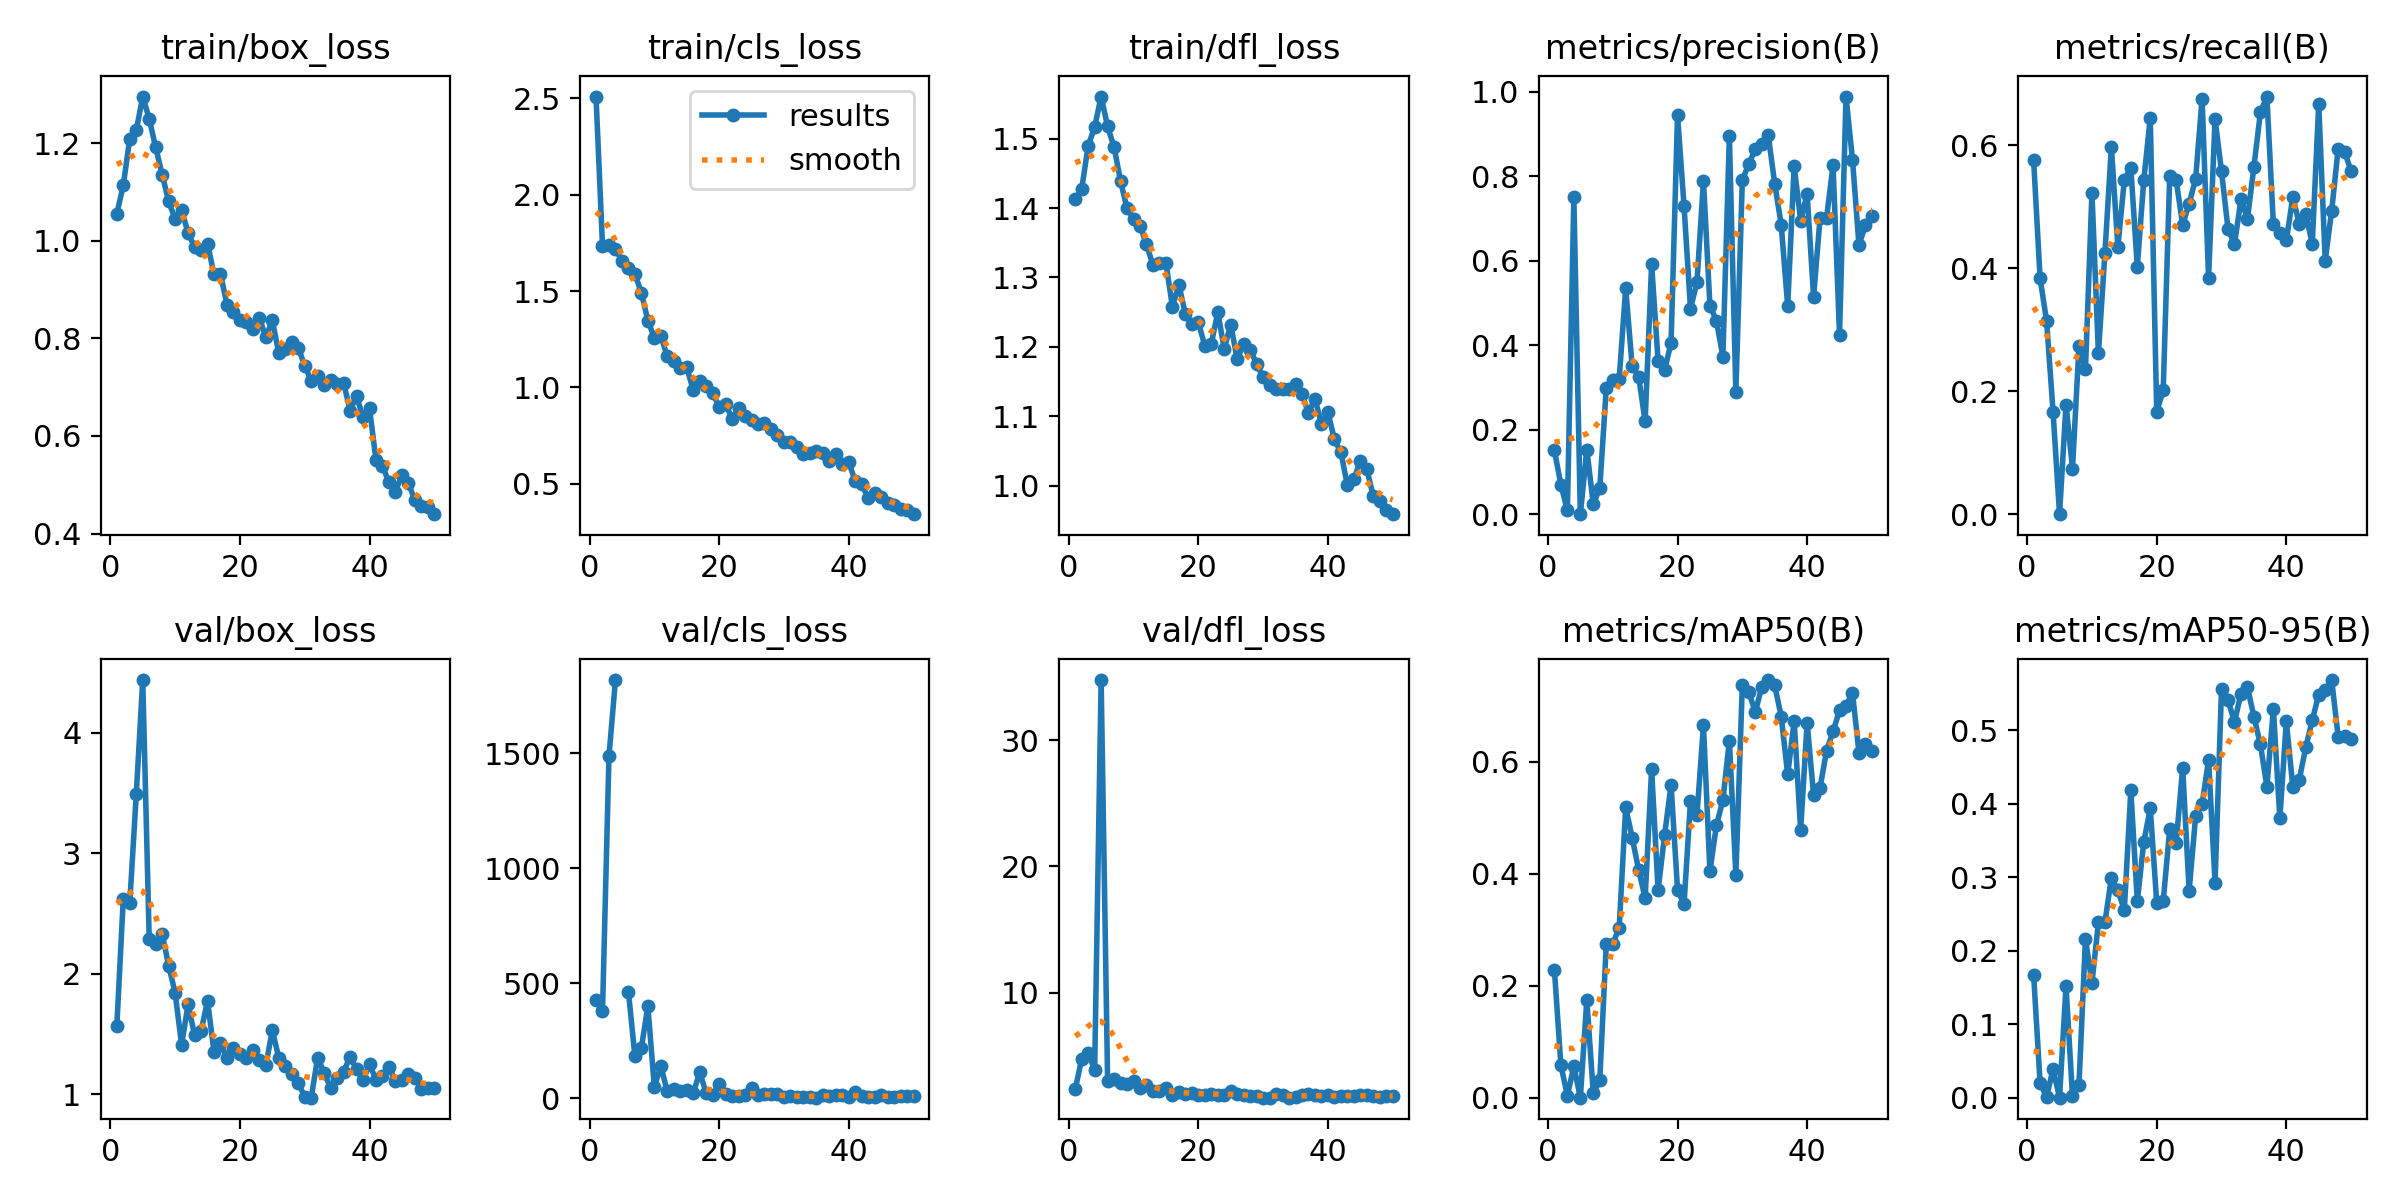 train/box_loss
train/cls_loss
train/dfl_loss
metrics/precision(B)
metrics/recall(B)
results
smooth
1.2
1.0
0.8
0.6
0.4
0 20 40
2.5
2.0
1.5
1.0
0.5
0 20 40
1.5
1.4
1.3
1.2
1.1
1.0
0 20 40
1.0
0.8
0.6
0.4
0.2
0.0
0 20 40
0.6
0.4
0.2
0.0
0 20 40
val/box_loss
val/cls_loss
val/dfl_loss
metrics/mAP50(B)
metrics/mAP50-95(B)
4
3
2
1
0 20 40
1500
1000
500
0
0 20 40
30
20
10
0 20 40
0.6
0.4
0.2
0.0
0 20 40
0.5
0.4
0.3
0.2
0.1
0.0
0 20 40